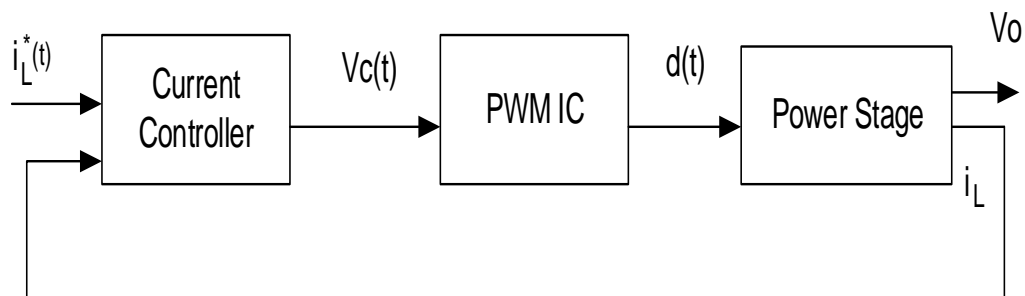 i*L(t)
Current
Controller
Vc(t)
PWM IC
d(t)
Power Stage
Vo
iL